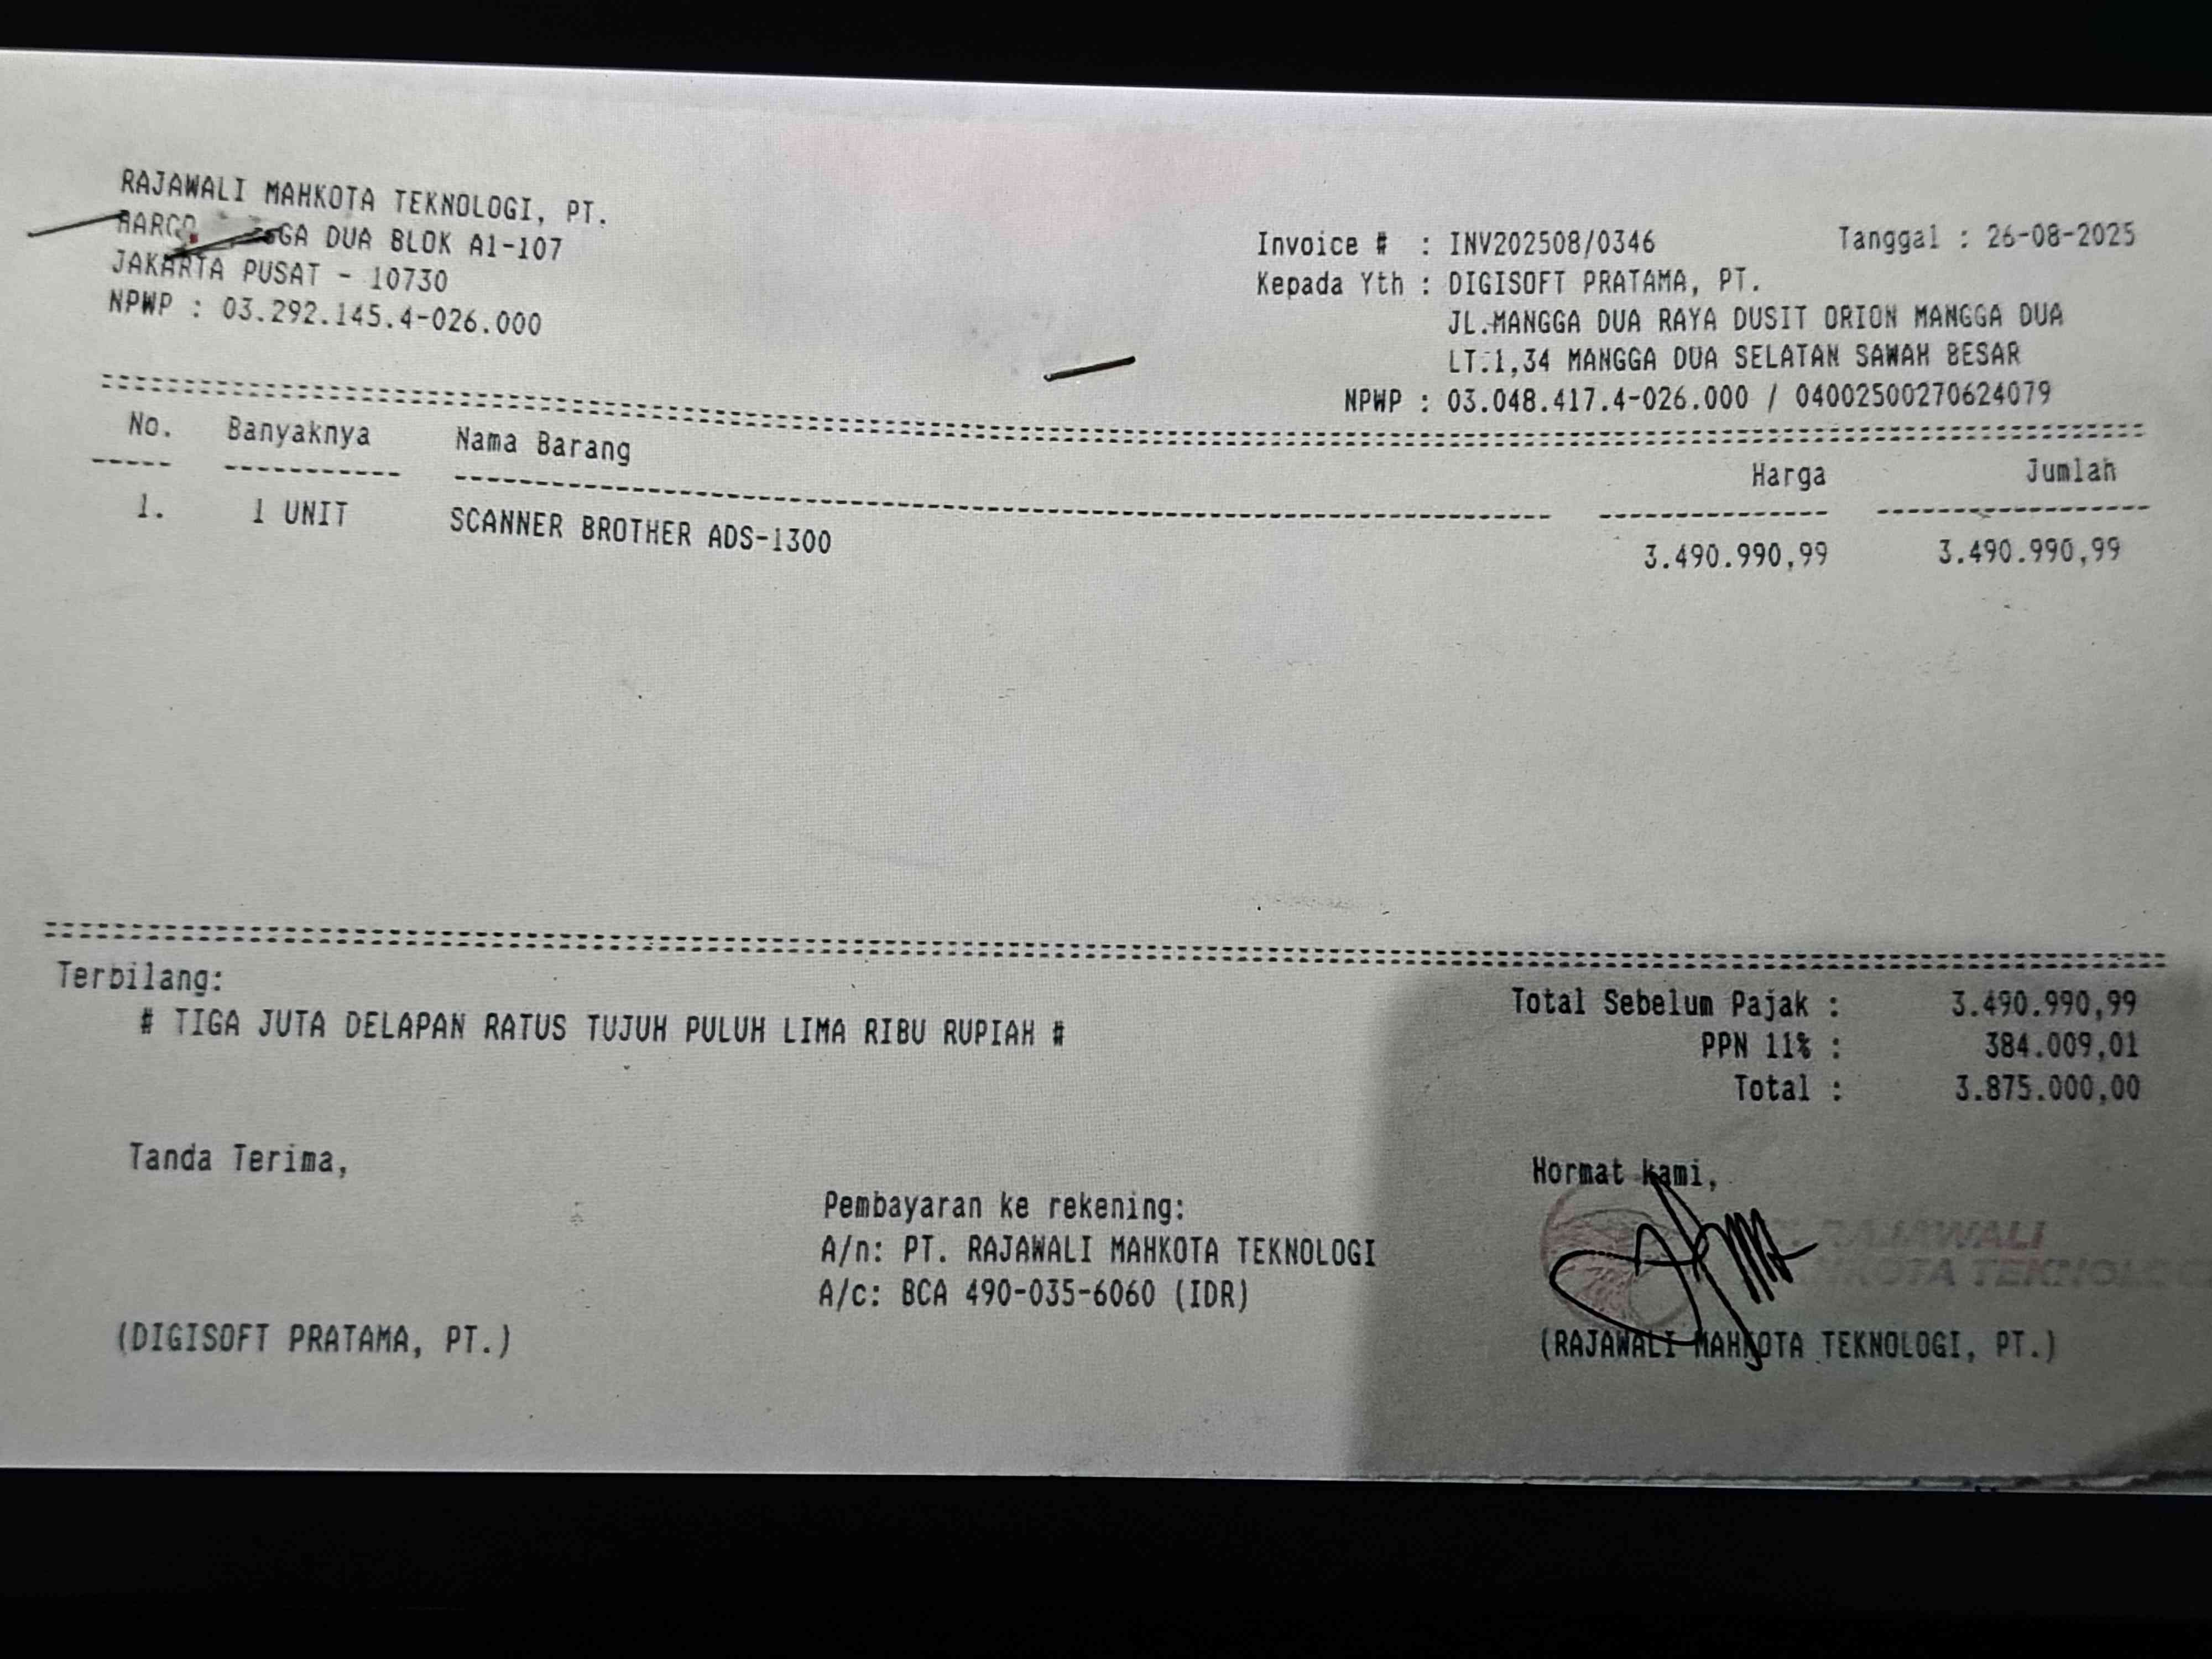 RAJAWALI MAHKOTA TEKNOLOGI, PT.
HARCO GGA DUA BLOK A1-107
JAKARTA PUSAT - 10730
NPWP : 03.292.145.4-026.000
Invoice # : INV202508/0346 Tanggal : 26-08-2025
Kepada Yth : DIGISOFT PRATAMA, PT.
JL.MANGGA DUA RAYA DUSIT ORION MANGGA DUA
LT.1,34 MANGGA DUA SELATAN SAWAH BESAR
NPWP : 03.048.417.4-026.000 / 04002500270624079
No. Banyaknya Nama Barang Harga Jumlah
1. 1 UNIT SCANNER BROTHER ADS-1300 3.490.990,99 3.490.990,99
Terbilang:
# TIGA JUTA DELAPAN RATUS TUJUH PULUH LIMA RIBU RUPIAH #
Total Sebelum Pajak : 3.490.990,99
PPN 11% : 384.009,01
Total : 3.875.000,00
Tanda Terima,
Pembayaran ke rekening:
A/n: PT. RAJAWALI MAHKOTA TEKNOLOGI
A/c: BCA 490-035-6060 (IDR)
(DIGISOFT PRATAMA, PT.)
Hormat kami,
RAJAWALI
(RAJAWALI MAHKOTA TEKNOLOGI, PT.)